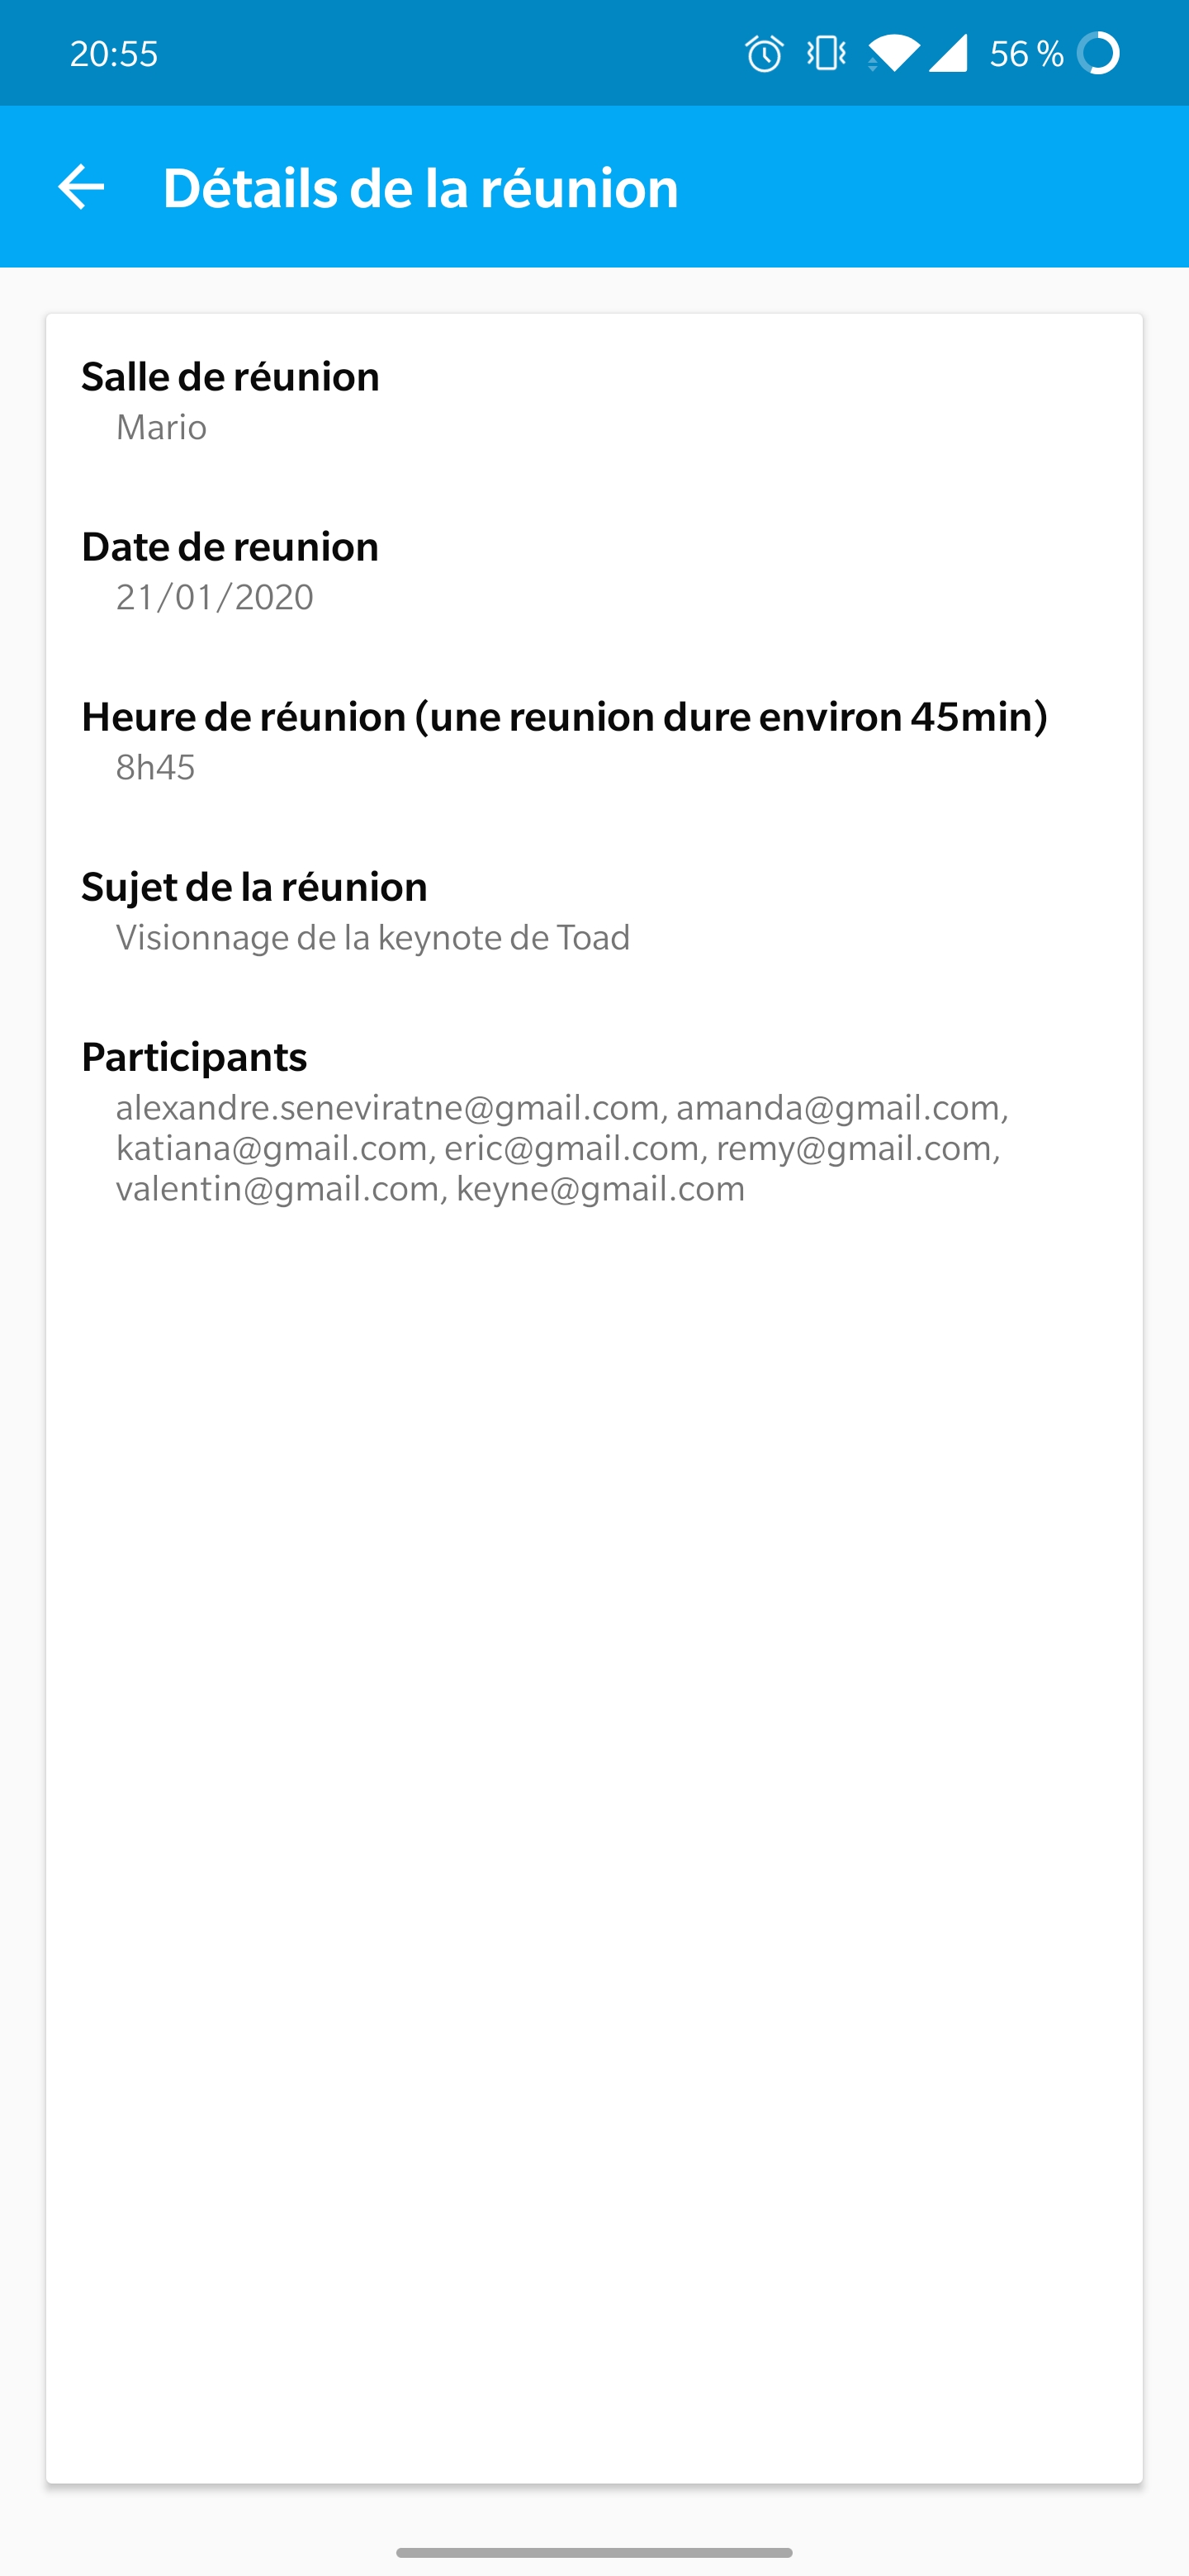 20:55
56 %
Détails de la réunion
Salle de réunion
Mario
Date de reunion
21/01/2020
Heure de réunion (une reunion dure environ 45min)
8h45
Sujet de la réunion
Visionnage de la keynote de Toad
Participants
alexandre.seneviratne@gmail.com, amanda@gmail.com,
katiana@gmail.com, eric@gmail.com, remy@gmail.com,
valentin@gmail.com, keyne@gmail.com